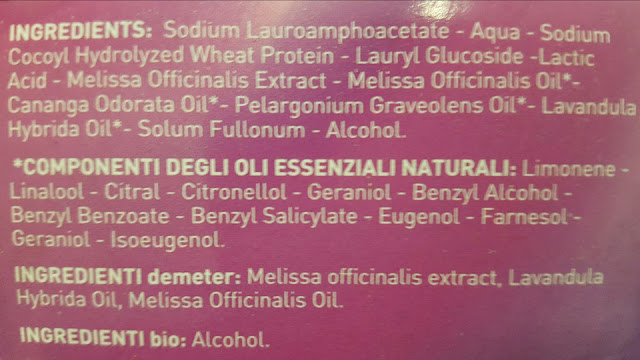 INGREDIENTS: Sodium Lauroamphoacetate - Aqua - Sodium
Cocoyl Hydrolyzed Wheat Protein - Lauryl Glucoside -Lactic
Acid - Melissa Officinalis Extract - Melissa Officinalis Oil*-
Cananga Odorata Oil*- Pelargonium Graveolens Oil*- Lavandula
Hybrida Oil*- Solum Fullonum - Alcohol.
*COMPONENTI DEGLI OLI ESSENZIALI NATURALI: Limonene -
Linalool - Citral - Citronellol - Geraniol - Benzyl Alcohol -
Benzyl Benzoate - Benzyl Salicylate - Eugenol - Farnesol -
Geraniol - Isoeugenol.
INGREDIENTI demeter: Melissa officinalis extract, Lavandula
Hybrida Oil, Melissa Officinalis Oil.
INGREDIENTI bio: Alcohol.